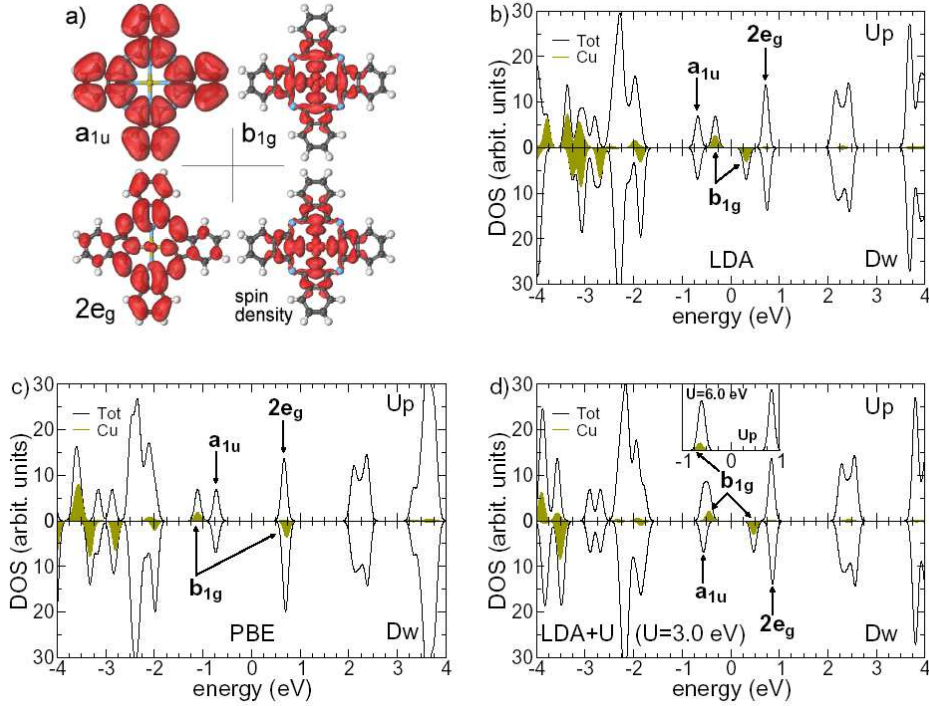 a)
a1u
b1g
2eg
spin
density
b)
30
20
10
0
10
20
30
DOS (arbit. units)
Tot
Cu
Up
2eg
a1u
b1g
LDA
Dw
-4 -3 -2 -1 0 1 2 3 4
energy (eV)
c)
30
20
10
0
10
20
30
DOS (arbit. units)
Tot
Cu
Up
2eg
a1u
b1g
PBE
Dw
-4 -3 -2 -1 0 1 2 3 4
energy (eV)
d)
30
20
10
0
10
20
30
DOS (arbit. units)
Tot
Cu
U=6.0 eV
Up
-1 0 1
Up
b1g
a1u
2eg
LDA+U (U=3.0 eV)
Dw
-4 -3 -2 -1 0 1 2 3 4
energy (eV)